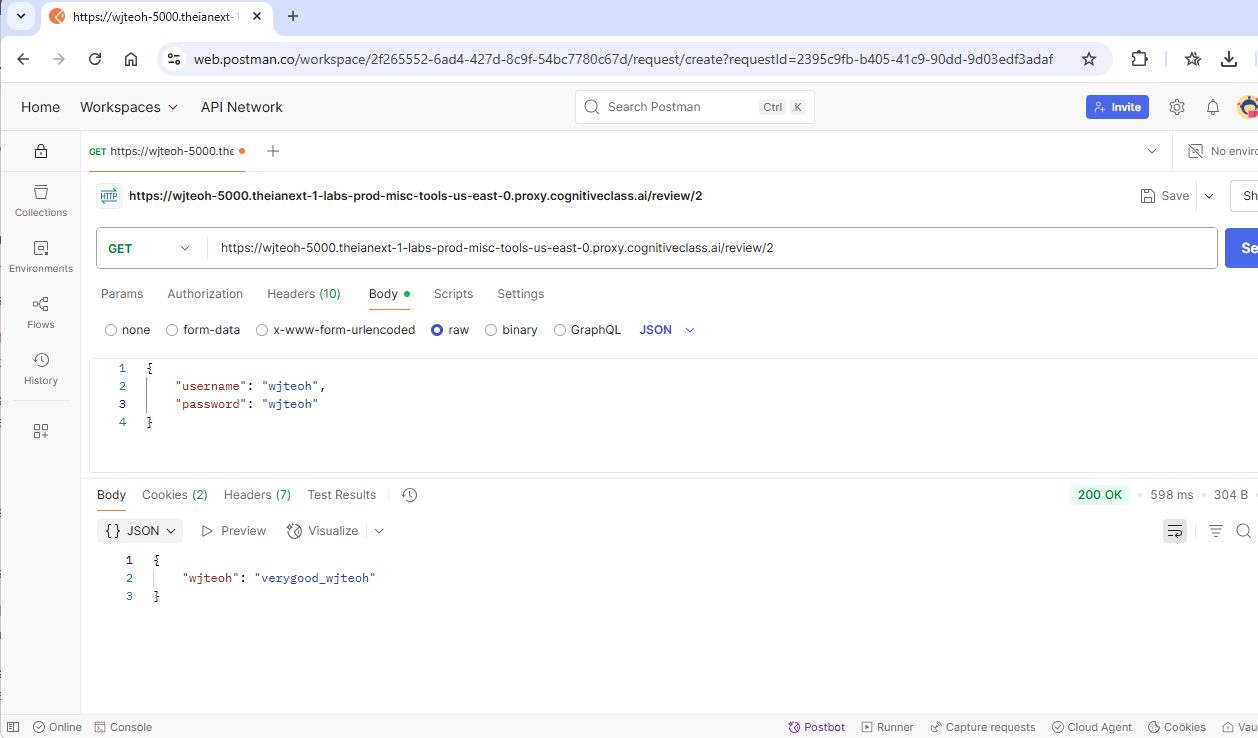 https://wjteoh-5000.theianext-1
web.postman.co/workspace/2f265552-6ad4-427d-8c9f-54bc7780c67d/request/create?requestId=2395c9fb-b405-41c9-90dd-9d03edf3adaf
Home Workspaces API Network Search Postman Ctrl K Invite
GET https://wjteoh-5000.the No enviro
HTTP https://wjteoh-5000.theianext-1-labs-prod-misc-tools-us-east-0.proxy.cognitiveclass.ai/review/2 Save Sh
Collections
Environments
Flows
History
GET https://wjteoh-5000.theianext-1-labs-prod-misc-tools-us-east-0.proxy.cognitiveclass.ai/review/2 Se
Params Authorization Headers (10) Body Scripts Settings
none form-data x-www-form-urlencoded raw binary GraphQL JSON
1 {
2 "username": "wjteoh",
3 "password": "wjteoh"
4 }
Body Cookies (2) Headers (7) Test Results 200 OK 598 ms 304 B
{} JSON Preview Visualize
1 {
2 "wjteoh": "verygood_wjteoh"
3 }
Online Console Postbot Runner Capture requests Cloud Agent Cookies Vau